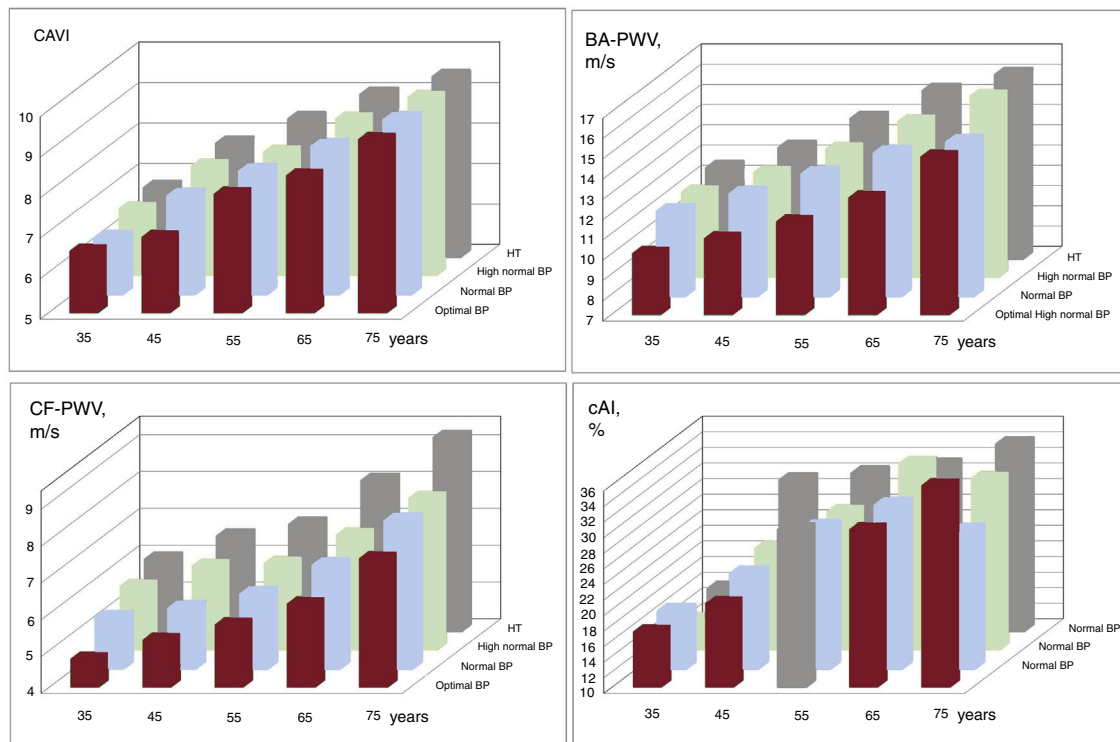 CAVI
10
9
8
7
6
5
35 45 55 65 75 years
HT
High normal BP
Normal BP
Optimal BP
BA-PWV,
m/s
17
16
15
14
13
12
11
10
9
8
7
35 45 55 65 75 years
HT
High normal BP
Normal BP
Optimal High normal BP
CF-PWV,
m/s
9
8
7
6
5
4
35 45 55 65 75 years
HT
High normal BP
Normal BP
Optimal BP
cAI,
%
36
34
32
32
30
28
26
24
22
20
18
16
14
12
10
35 45 55 65 75 years
Normal BP
Normal BP
Normal BP